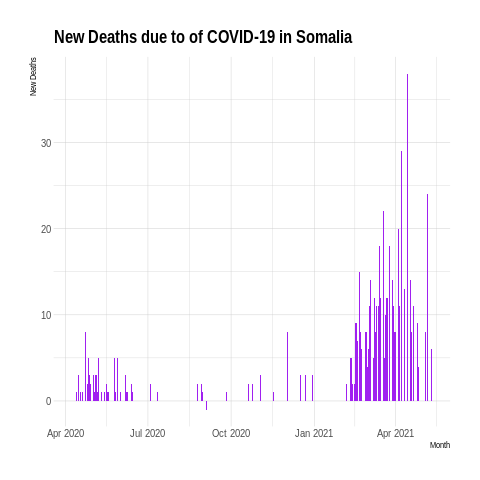 New Deaths due to of COVID-19 in Somalia
New Deaths
30
20
10
0
Apr 2020 Jul 2020 Oct 2020 Jan 2021 Apr 2021
Month